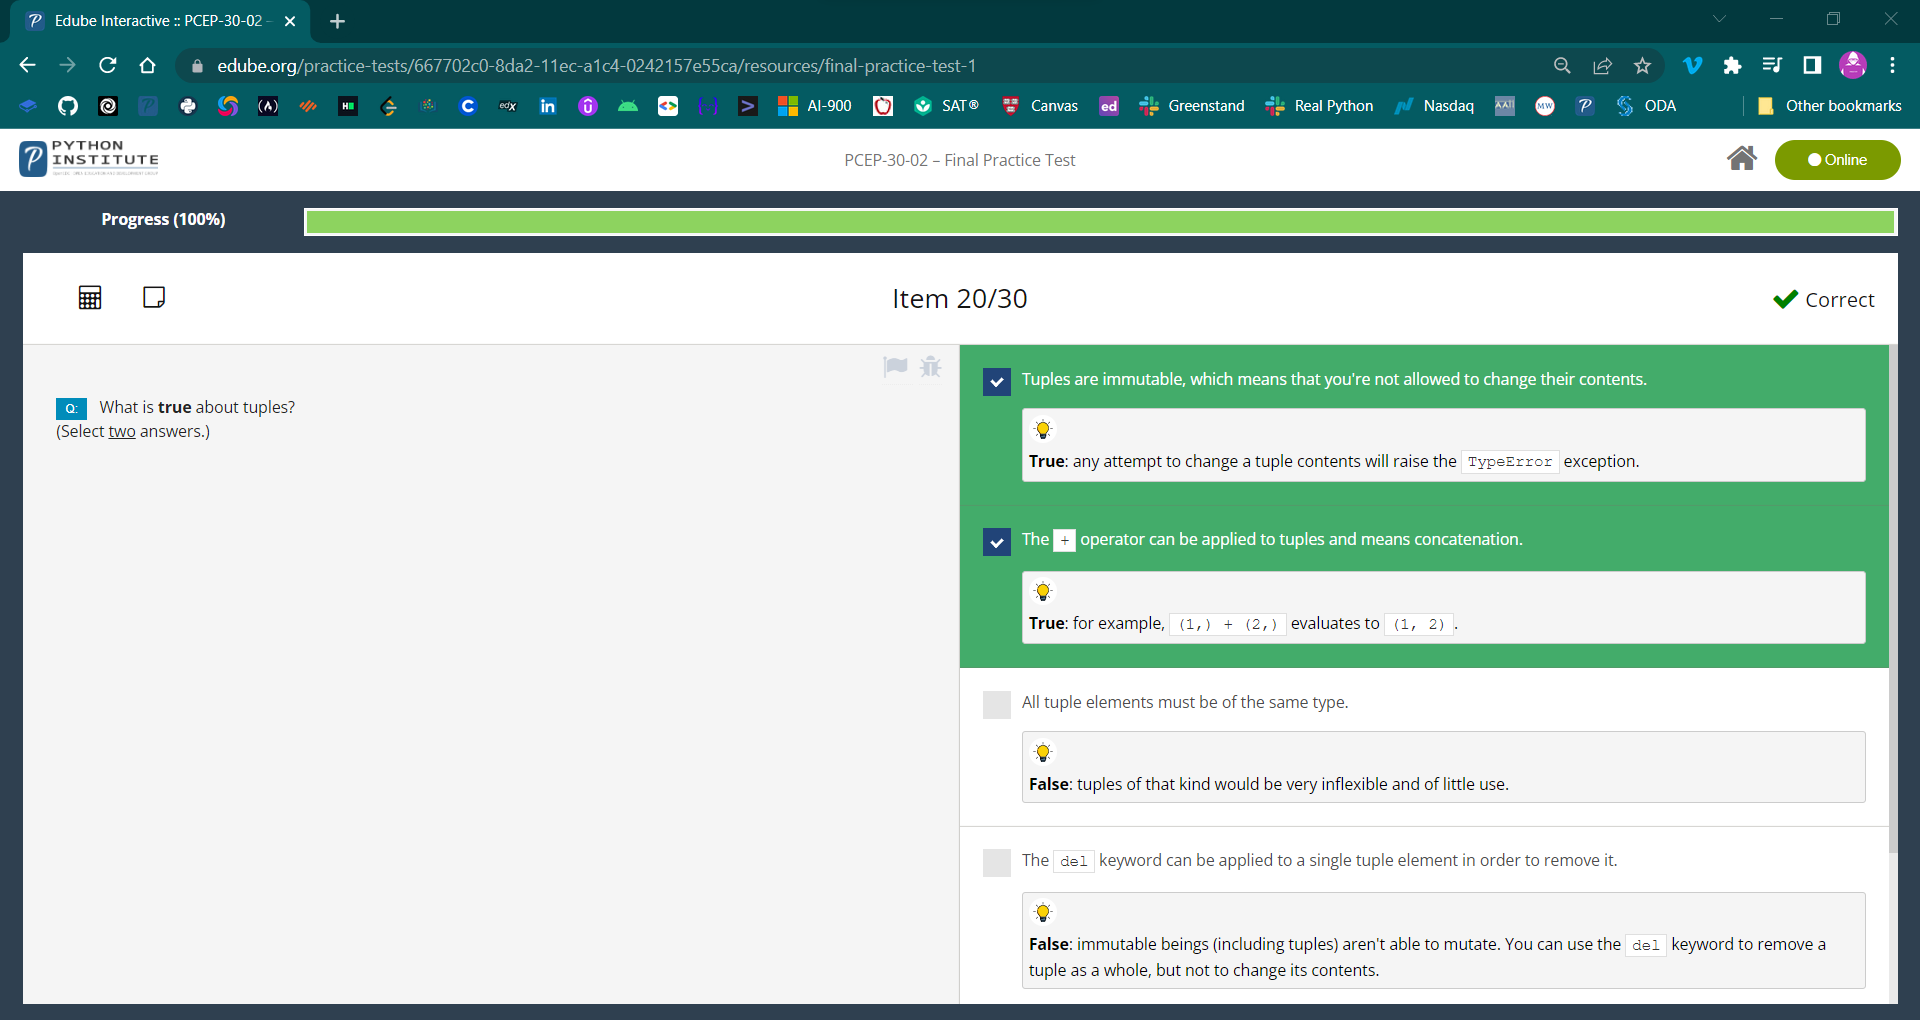 Edube Interactive :: PCEP-30-02 -
edube.org/practice-tests/667702c0-8da2-11ec-a1c4-0242157e55ca/resources/final-practice-test-1
AI-900
SAT®
Canvas
ed
Greenstand
Real Python
Nasdaq
ODA
Other bookmarks
PYTHON
INSTITUTE
PCEP-30-02 – Final Practice Test
Online
Progress (100%)
Item 20/30
Correct
Q: What is true about tuples?
(Select two answers.)
Tuples are immutable, which means that you're not allowed to change their contents.
True: any attempt to change a tuple contents will raise the TypeError exception.
The + operator can be applied to tuples and means concatenation.
True: for example, (1,) + (2,) evaluates to (1, 2).
All tuple elements must be of the same type.
False: tuples of that kind would be very inflexible and of little use.
The del keyword can be applied to a single tuple element in order to remove it.
False: immutable beings (including tuples) aren't able to mutate. You can use the del keyword to remove a
tuple as a whole, but not to change its contents.